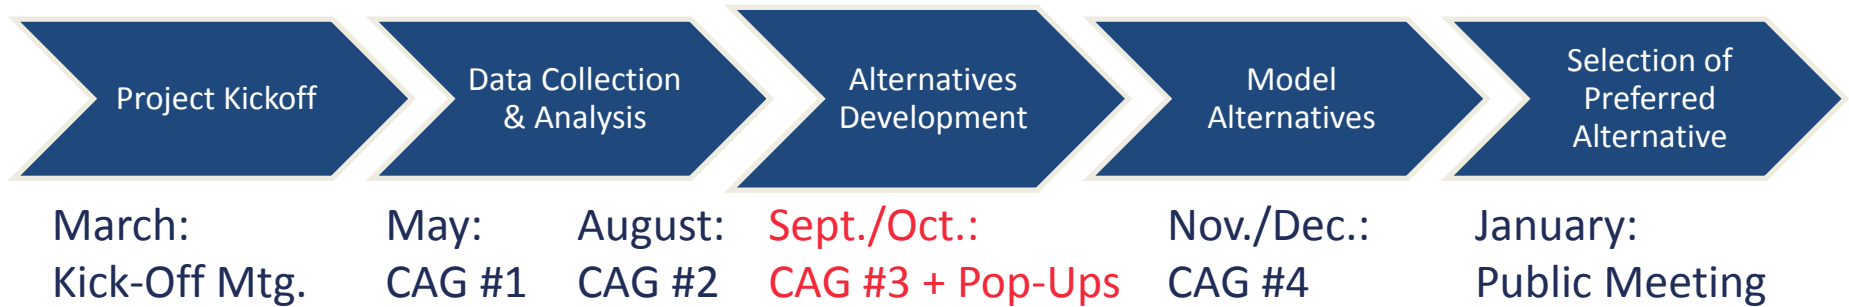 Project Kickoff
Data Collection
& Analysis
Alternatives
Development
Model
Alternatives
Selection of
Preferred
Alternative
March:
Kick-Off Mtg.
May:
CAG #1
August:
CAG #2
Sept./Oct.:
CAG #3 + Pop-Ups
Nov./Dec.:
CAG #4
January:
Public Meeting